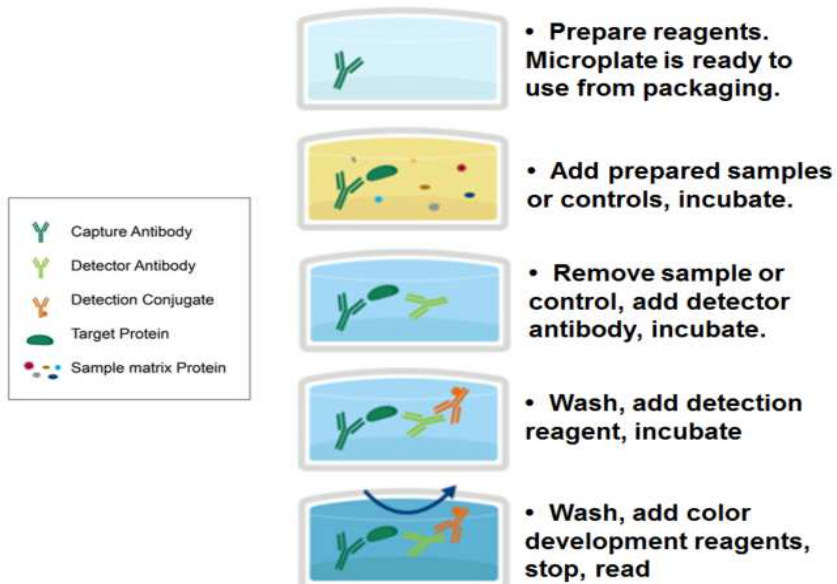 • Prepare reagents.
Microplate is ready to
use from packaging.
• Add prepared samples
or controls, incubate.
Capture Antibody
Detector Antibody
Detection Conjugate
Target Protein
Sample matrix Protein
• Remove sample or
control, add detector
antibody, incubate.
• Wash, add detection
reagent, incubate
• Wash, add color
development reagents,
stop, read